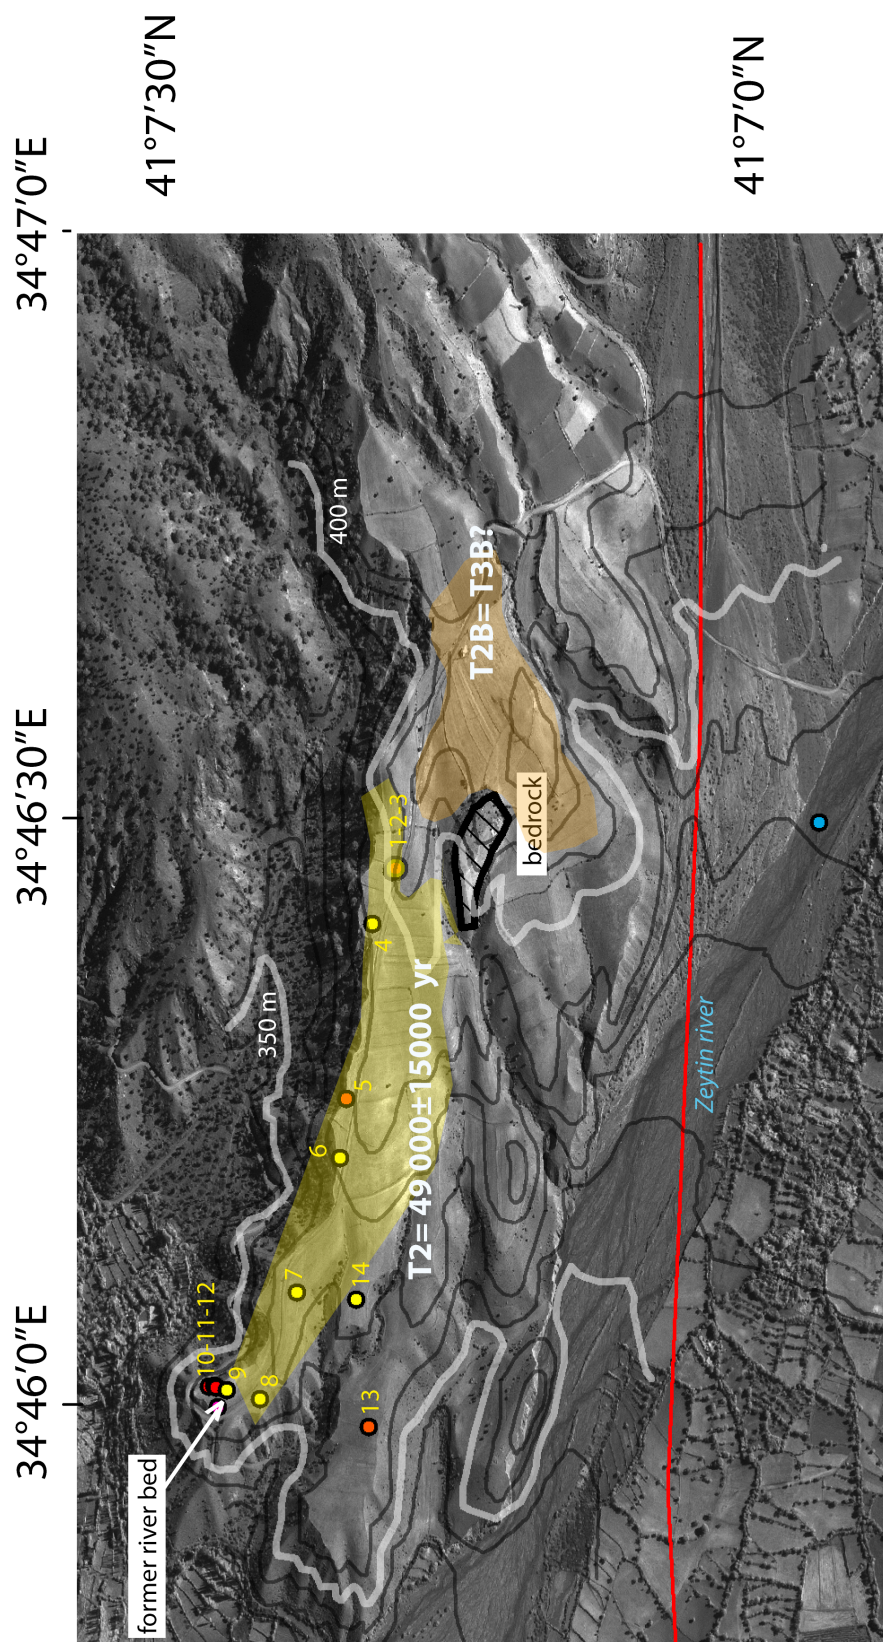 34°46′0″E
34°46′30″E
34°47′0″E
41°7′30″N
41°7′0″N
former river bed
10-11-12
9
8
7
350 m
400 m
6
5
4
1-2-3
14
13
T2= 49 000±15000 yr
T2B= T3B?
bedrock
Zeytin river